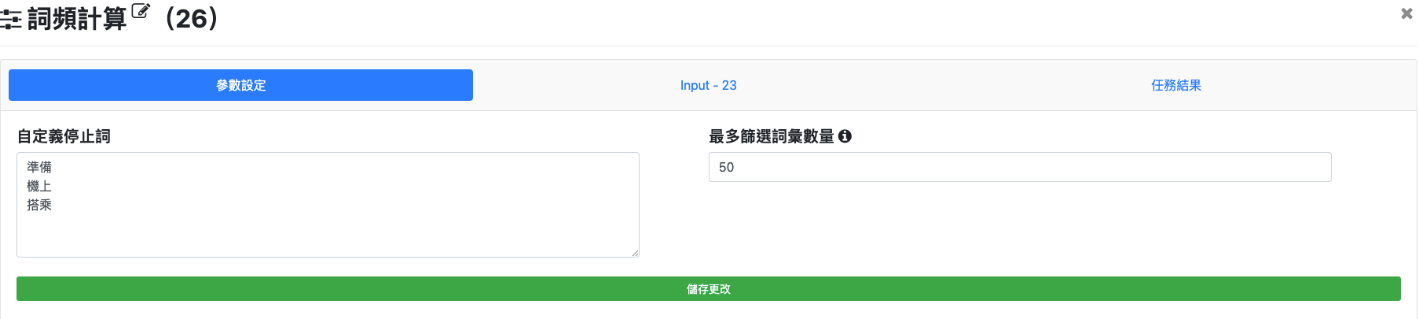 詞頻計算 (26)
參數設定 Input - 23 任務結果
自定義停止詞 最多篩選詞彙數量
準備 50
機上
搭乘
儲存更改